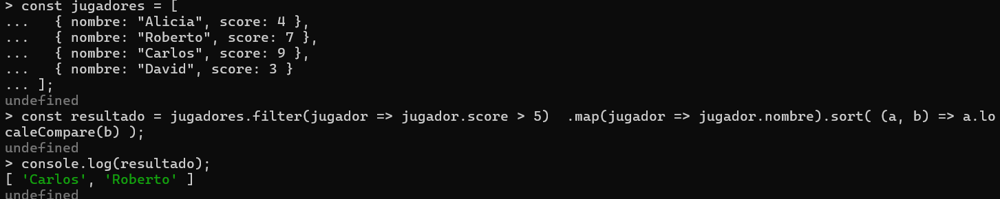 > const jugadores = [
...   { nombre: "Alicia", score: 4 },
...   { nombre: "Roberto", score: 7 },
...   { nombre: "Carlos", score: 9 },
...   { nombre: "David", score: 3 }
... ];
undefined
> const resultado = jugadores.filter(jugador => jugador.score > 5)  .map(jugador => jugador.nombre).sort( (a, b) => a.lo
caleCompare(b) );
undefined
> console.log(resultado);
[ 'Carlos', 'Roberto' ]
undefined